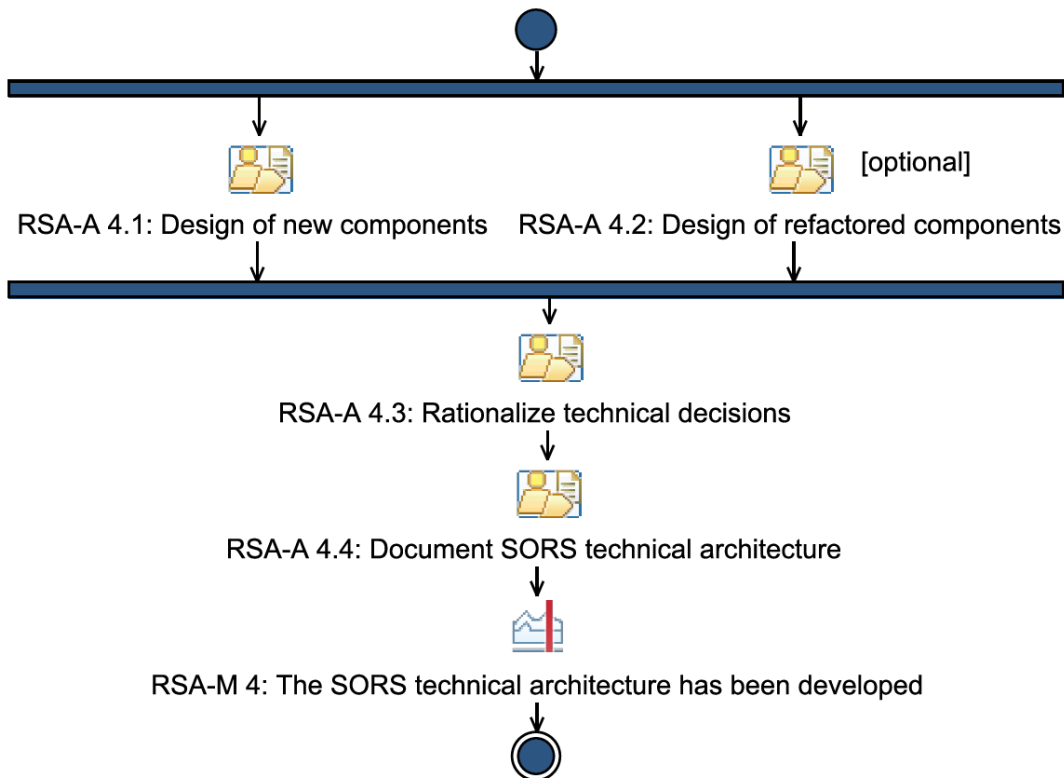 [optional]
RSA-A 4.1: Design of new components
RSA-A 4.2: Design of refactored components
RSA-A 4.3: Rationalize technical decisions
RSA-A 4.4: Document SORS technical architecture
RSA-M 4: The SORS technical architecture has been developed